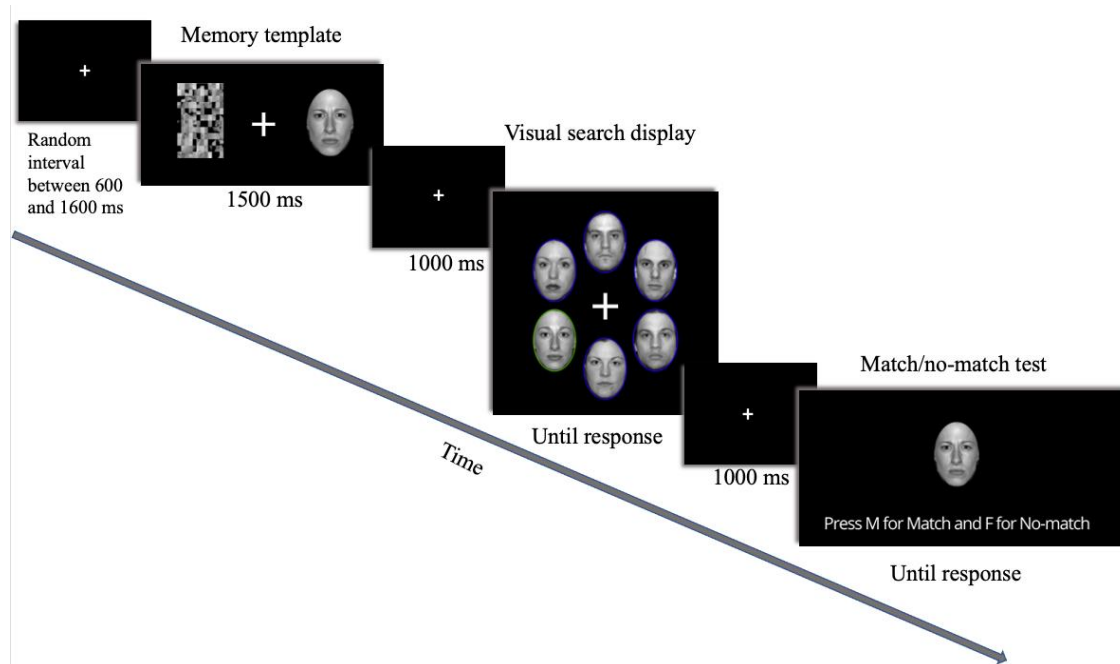 Memory template
Random
interval
between 600
and 1600 ms
1500 ms
Visual search display
1000 ms
Until response
Time
Match/no-match test
1000 ms
Press M for Match and F for No-match
Until response